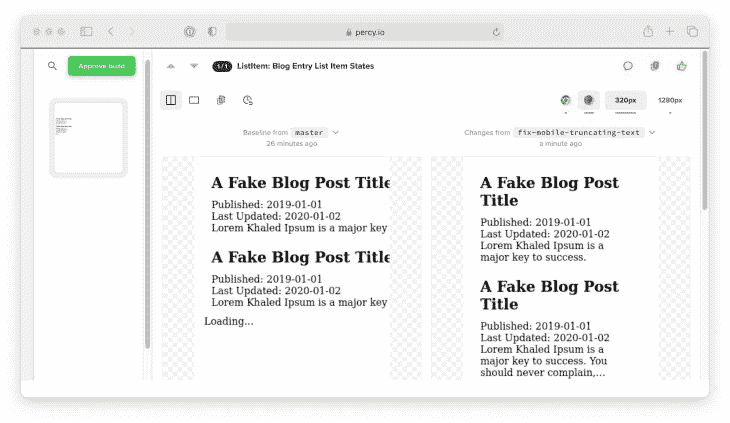 percy.io
Approve build
1/1 ListItem: Blog Entry List Item States
320px 1280px
Baseline from master
26 minutes ago
Changes from fix-mobile-truncating-text
a minute ago
A Fake Blog Post Title
Published: 2019-01-01
Last Updated: 2020-01-02
Lorem Khaled Ipsum is a major key
A Fake Blog Post Title
Published: 2019-01-01
Last Updated: 2020-01-02
Lorem Khaled Ipsum is a major key
Loading...
A Fake Blog Post
Title
Published: 2019-01-01
Last Updated: 2020-01-02
Lorem Khaled Ipsum is a
major key to success.
A Fake Blog Post
Title
Published: 2019-01-01
Last Updated: 2020-01-02
Lorem Khaled Ipsum is a
major key to success. You
should never complain,...